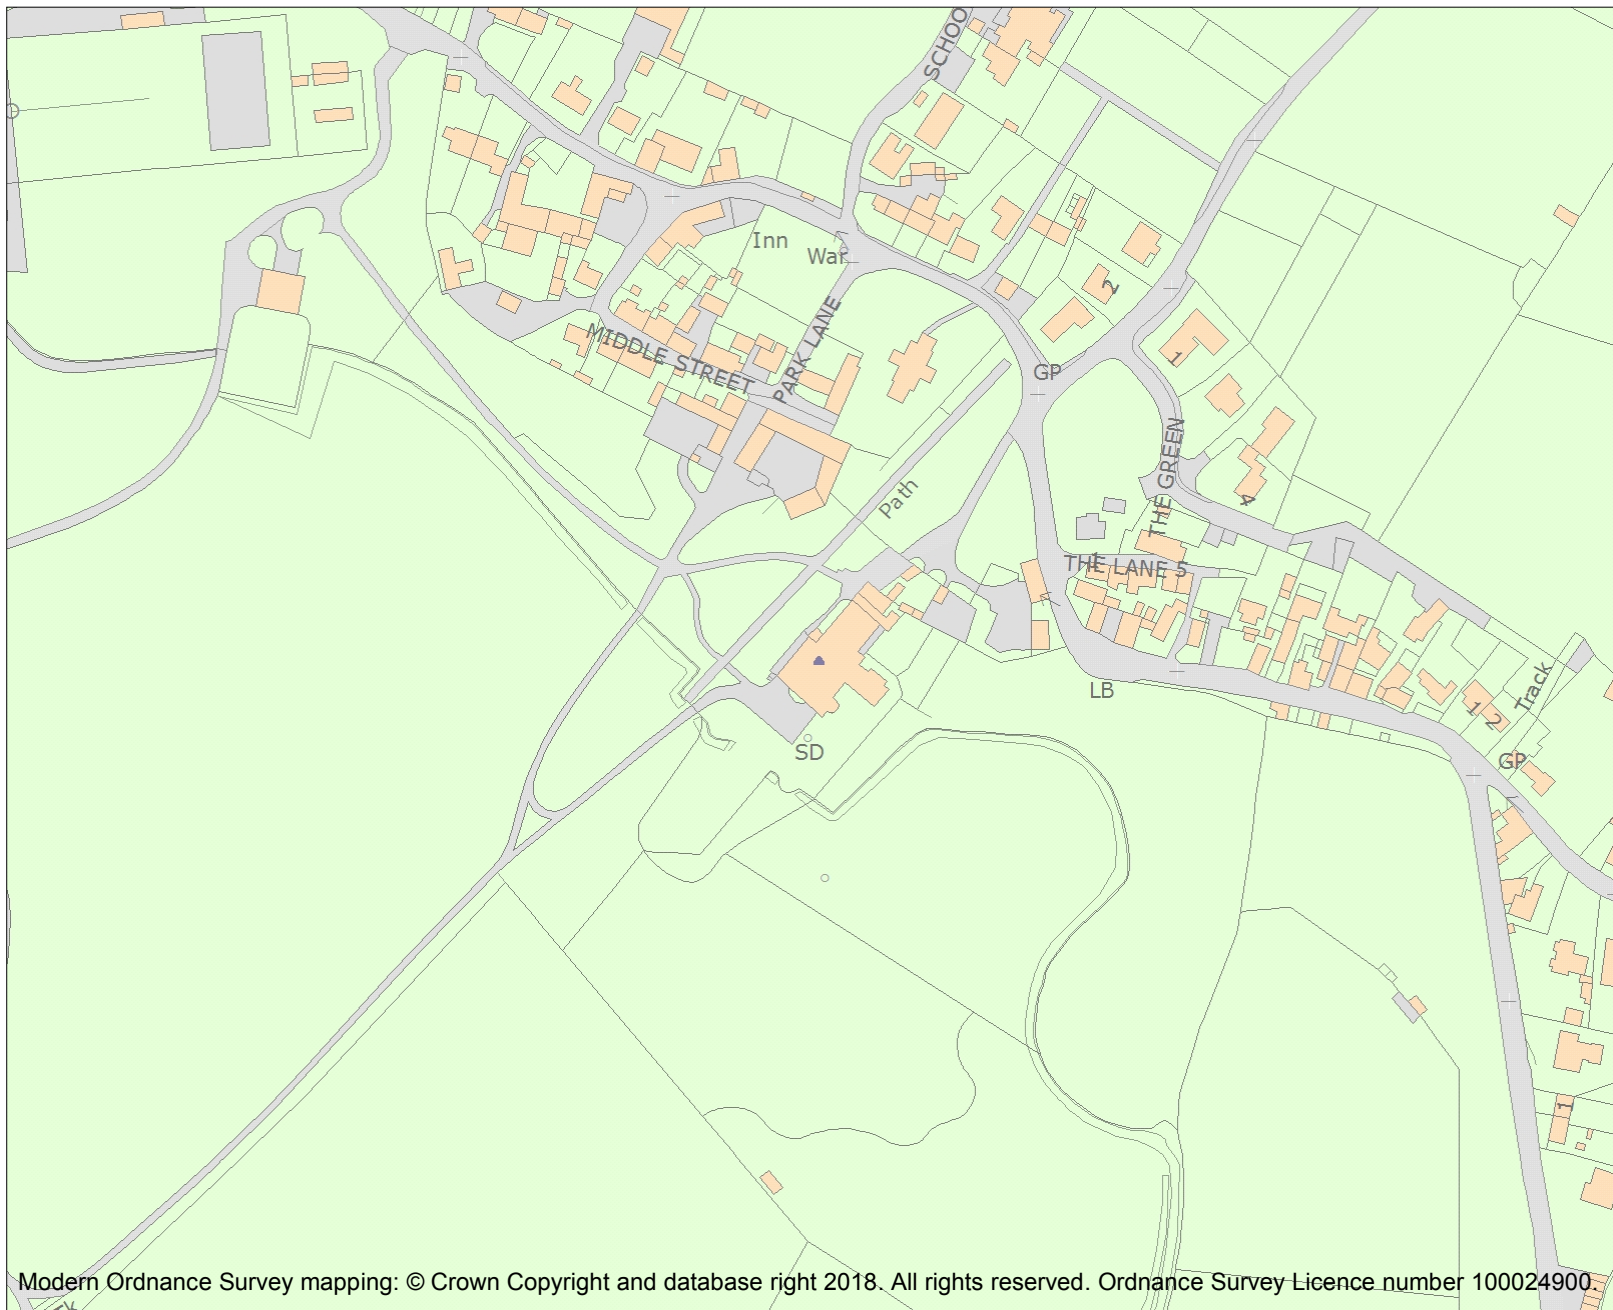 SCHOO
Inn
War
2
MIDDLE STREET
PARK LANE
GP
1
THE GREEN
Path
4
THE LANE 5
1
LB
Track
1 2
SD
GP
1
Modern Ordnance Survey mapping: © Crown Copyright and database right 2018. All rights reserved. Ordnance Survey Licence number 100024900.